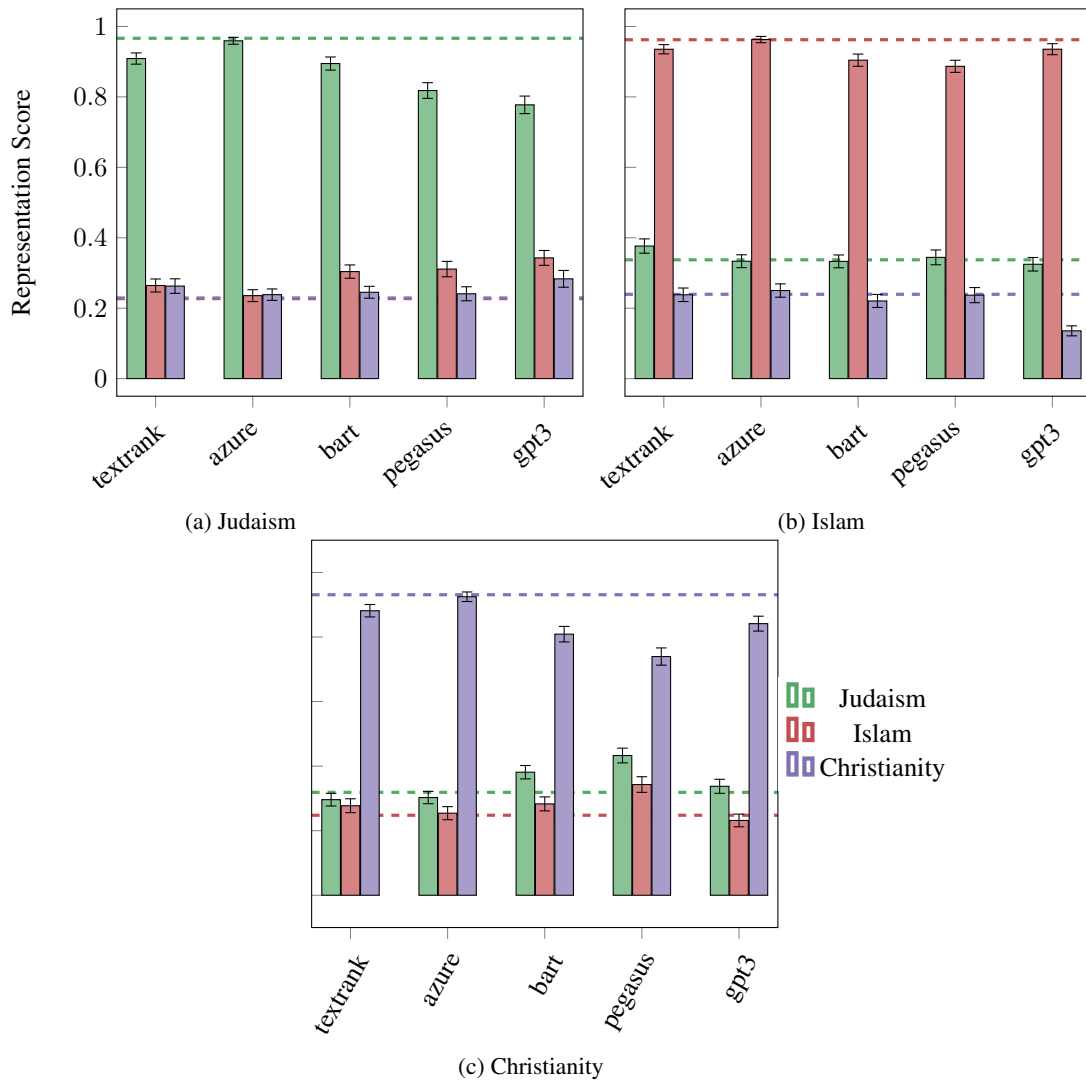 1
0.8
0.6
0.4
0.2
0
Representation Score
textrank
azure
bart
pegasus
gpt3
(a) Judaism
textrank
azure
bart
pegasus
gpt3
(b) Islam
Judaism
Islam
Christianity
textrank
azure
bart
pegasus
gpt3
(c) Christianity